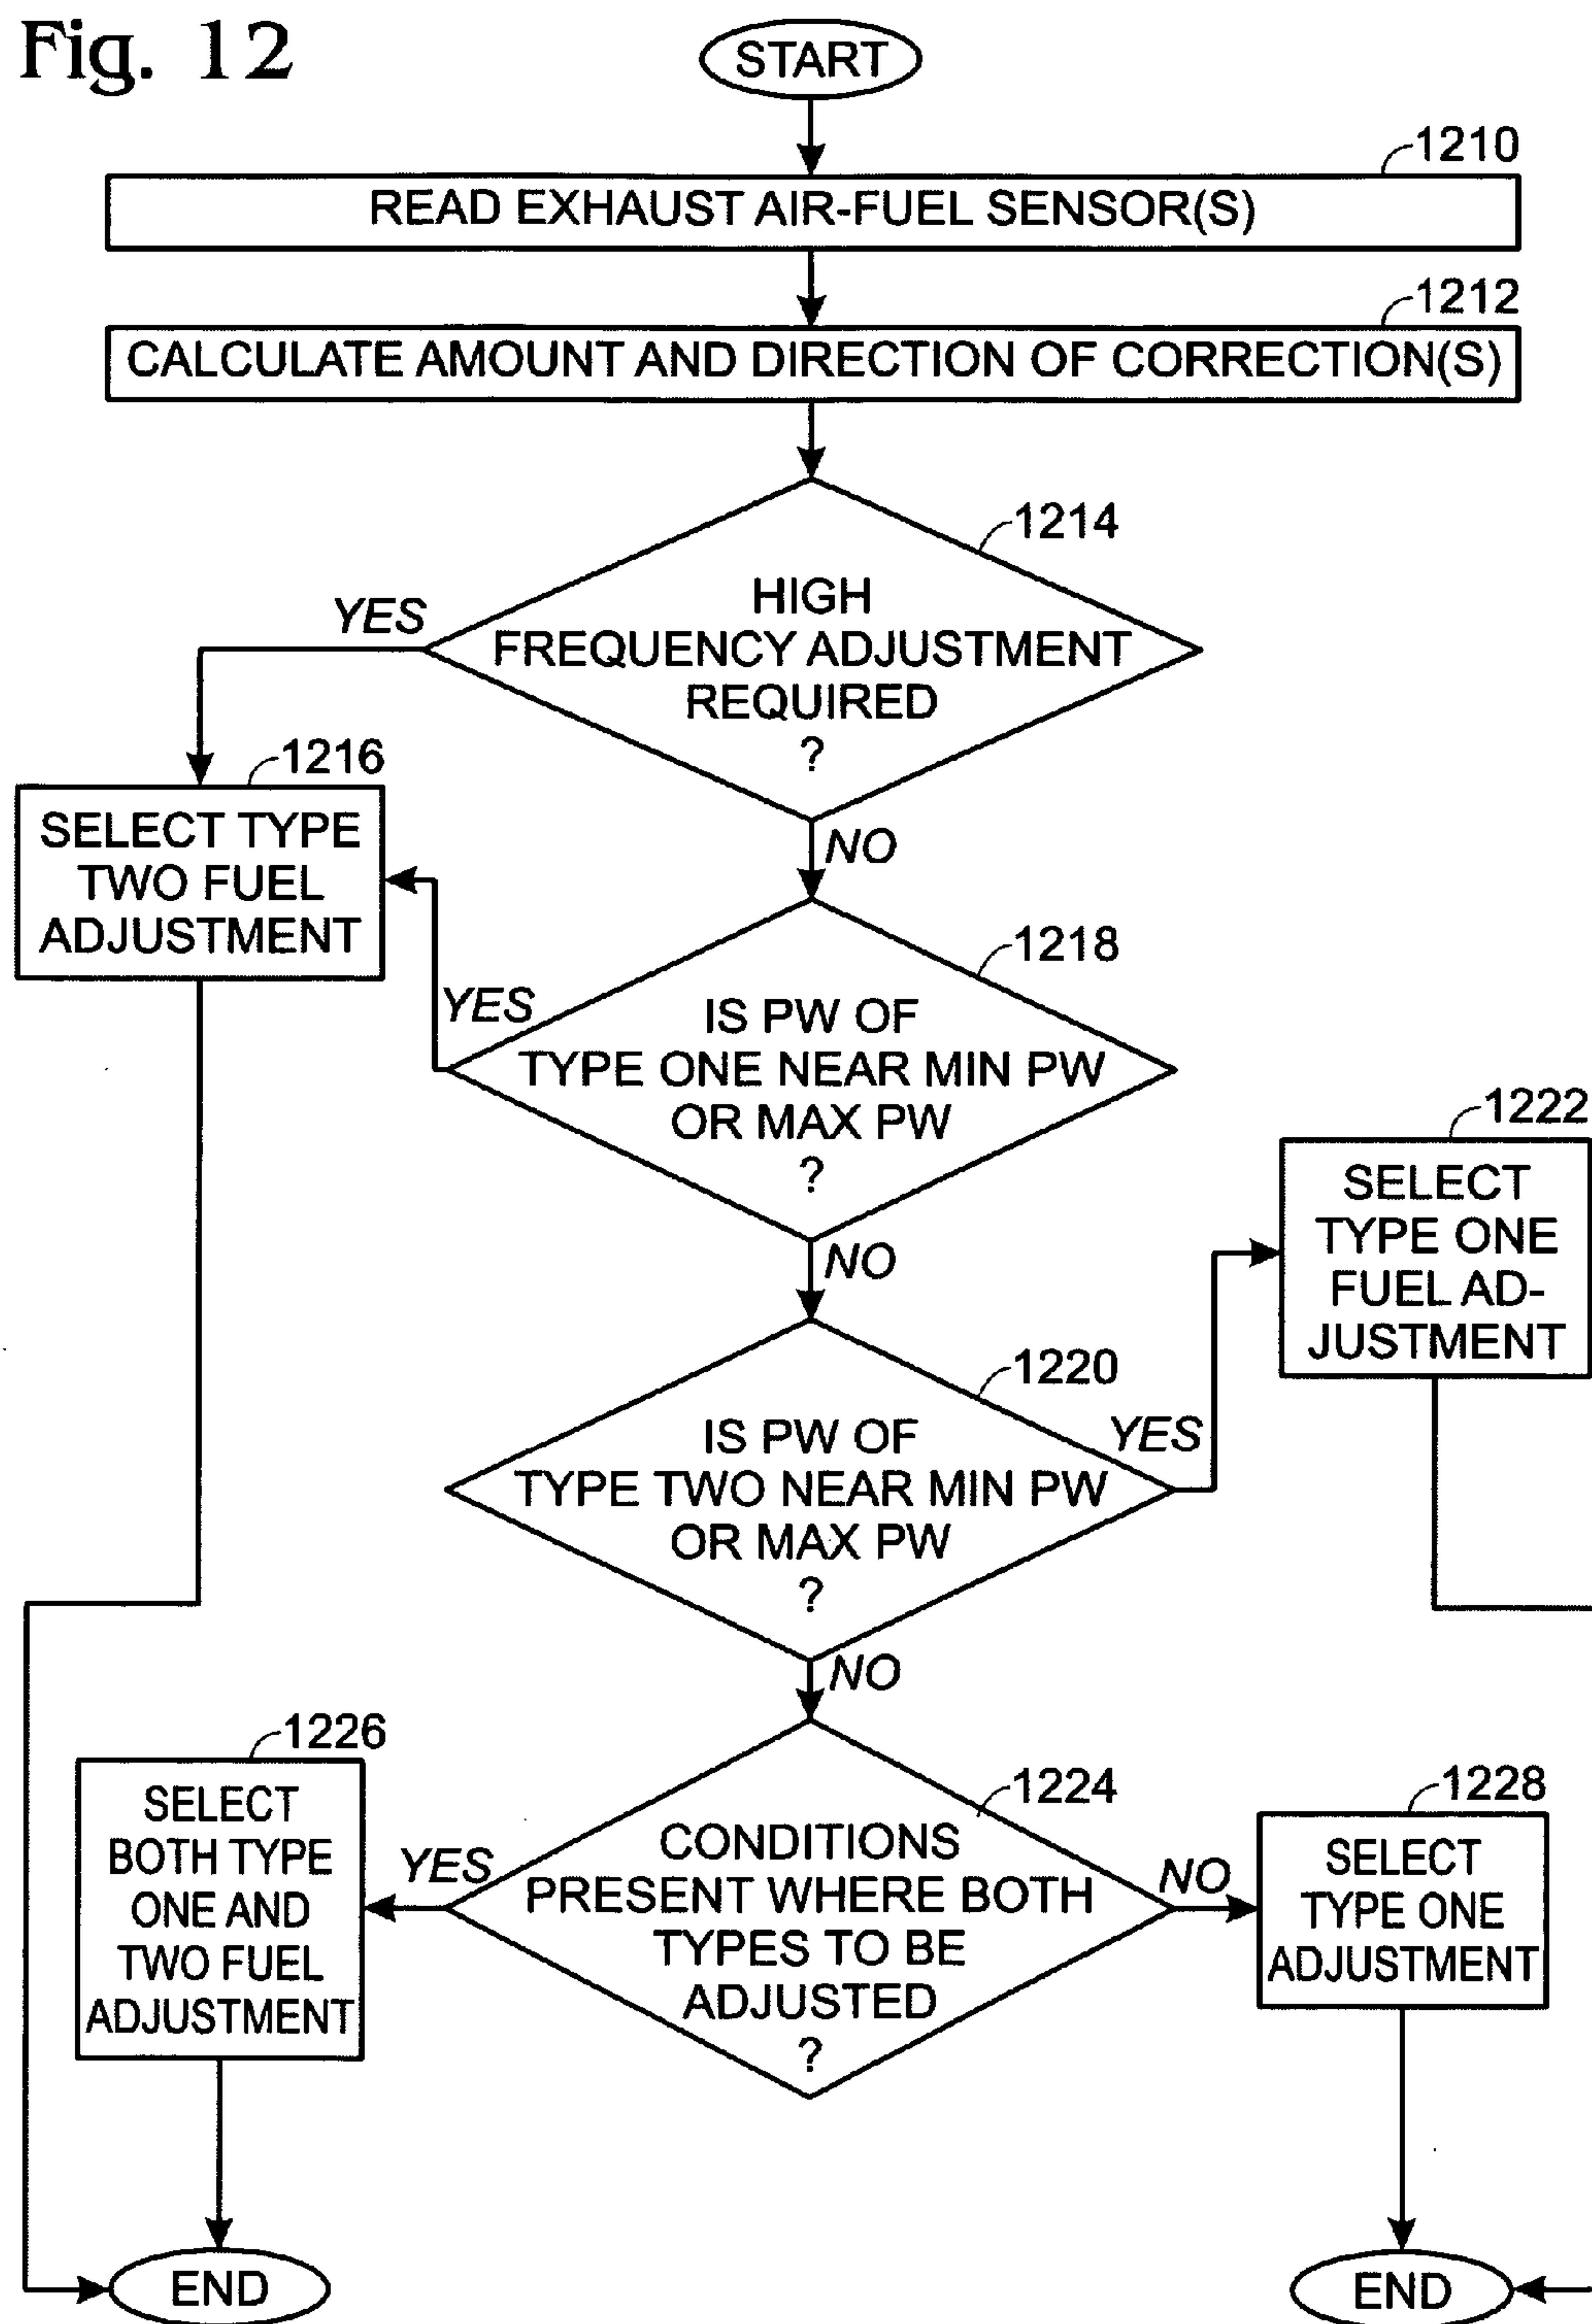 Fig. 12
START
1210
READ EXHAUST AIR-FUEL SENSOR(S)
1212
CALCULATE AMOUNT AND DIRECTION OF CORRECTION(S)
1214
HIGH
FREQUENCY ADJUSTMENT
REQUIRED
?
YES
NO
1216
SELECT TYPE
TWO FUEL
ADJUSTMENT
1218
IS PW OF
TYPE ONE NEAR MIN PW
OR MAX PW
?
YES
NO
1220
IS PW OF
TYPE TWO NEAR MIN PW
OR MAX PW
?
YES
NO
1222
SELECT
TYPE ONE
FUEL AD-
JUSTMENT
1224
CONDITIONS
PRESENT WHERE BOTH
TYPES TO BE
ADJUSTED
?
YES
NO
1226
SELECT
BOTH TYPE
ONE AND
TWO FUEL
ADJUSTMENT
1228
SELECT
TYPE ONE
ADJUSTMENT
END
END